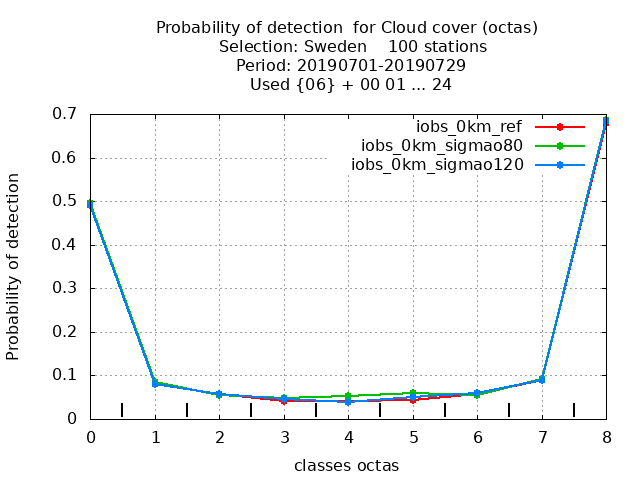 Probability of detection  for Cloud cover (octas)
Selection: Sweden    100 stations
Period: 20190701-20190729
Used {06} + 00 01 ... 24
iobs_0km_ref
iobs_0km_sigmao80
iobs_0km_sigmao120
Probability of detection
0.7
0.6
0.5
0.4
0.3
0.2
0.1
0
0 1 2 3 4 5 6 7 8
classes octas